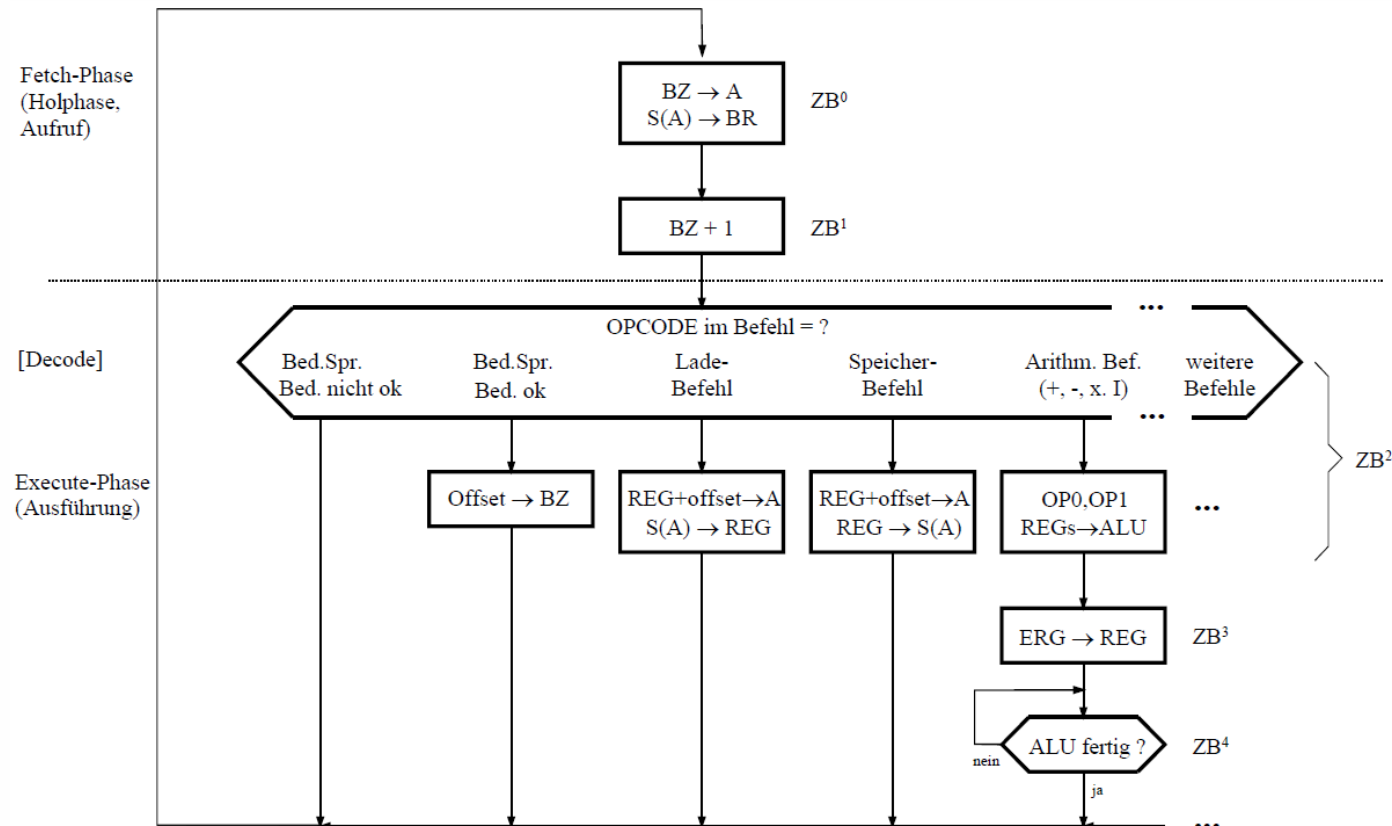 Fetch-Phase
(Holphase,
Aufruf)
BZ → A
S(A) → BR
ZB⁰
BZ + 1
ZB¹
[Decode]
OPCODE im Befehl = ?
...
Bed.Spr.
Bed. nicht ok
Bed.Spr.
Bed. ok
Lade-
Befehl
Speicher-
Befehl
Arithm. Bef.
(+, -, x. I)
weitere
Befehle
...
ZB²
Execute-Phase
(Ausführung)
Offset → BZ
REG+offset→A
S(A) → REG
REG+offset→A
REG → S(A)
OP0,OP1
REGs→ALU
...
ERG → REG
ZB³
ALU fertig ?
ZB⁴
nein
ja
...